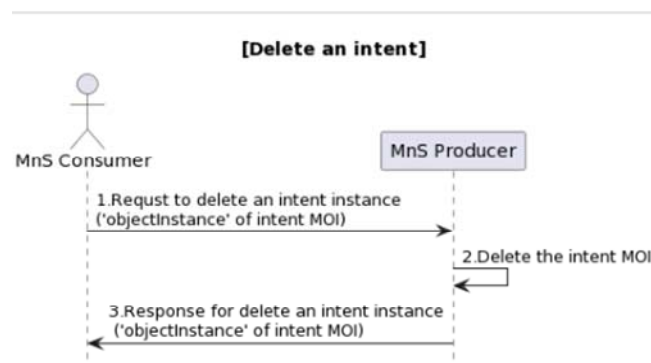 [Delete an intent]
MnS Consumer
MnS Producer
1.Requst to delete an intent instance
('objectInstance' of intent MOI)
2.Delete the intent MOI
3.Response for delete an intent instance
('objectInstance' of intent MOI)